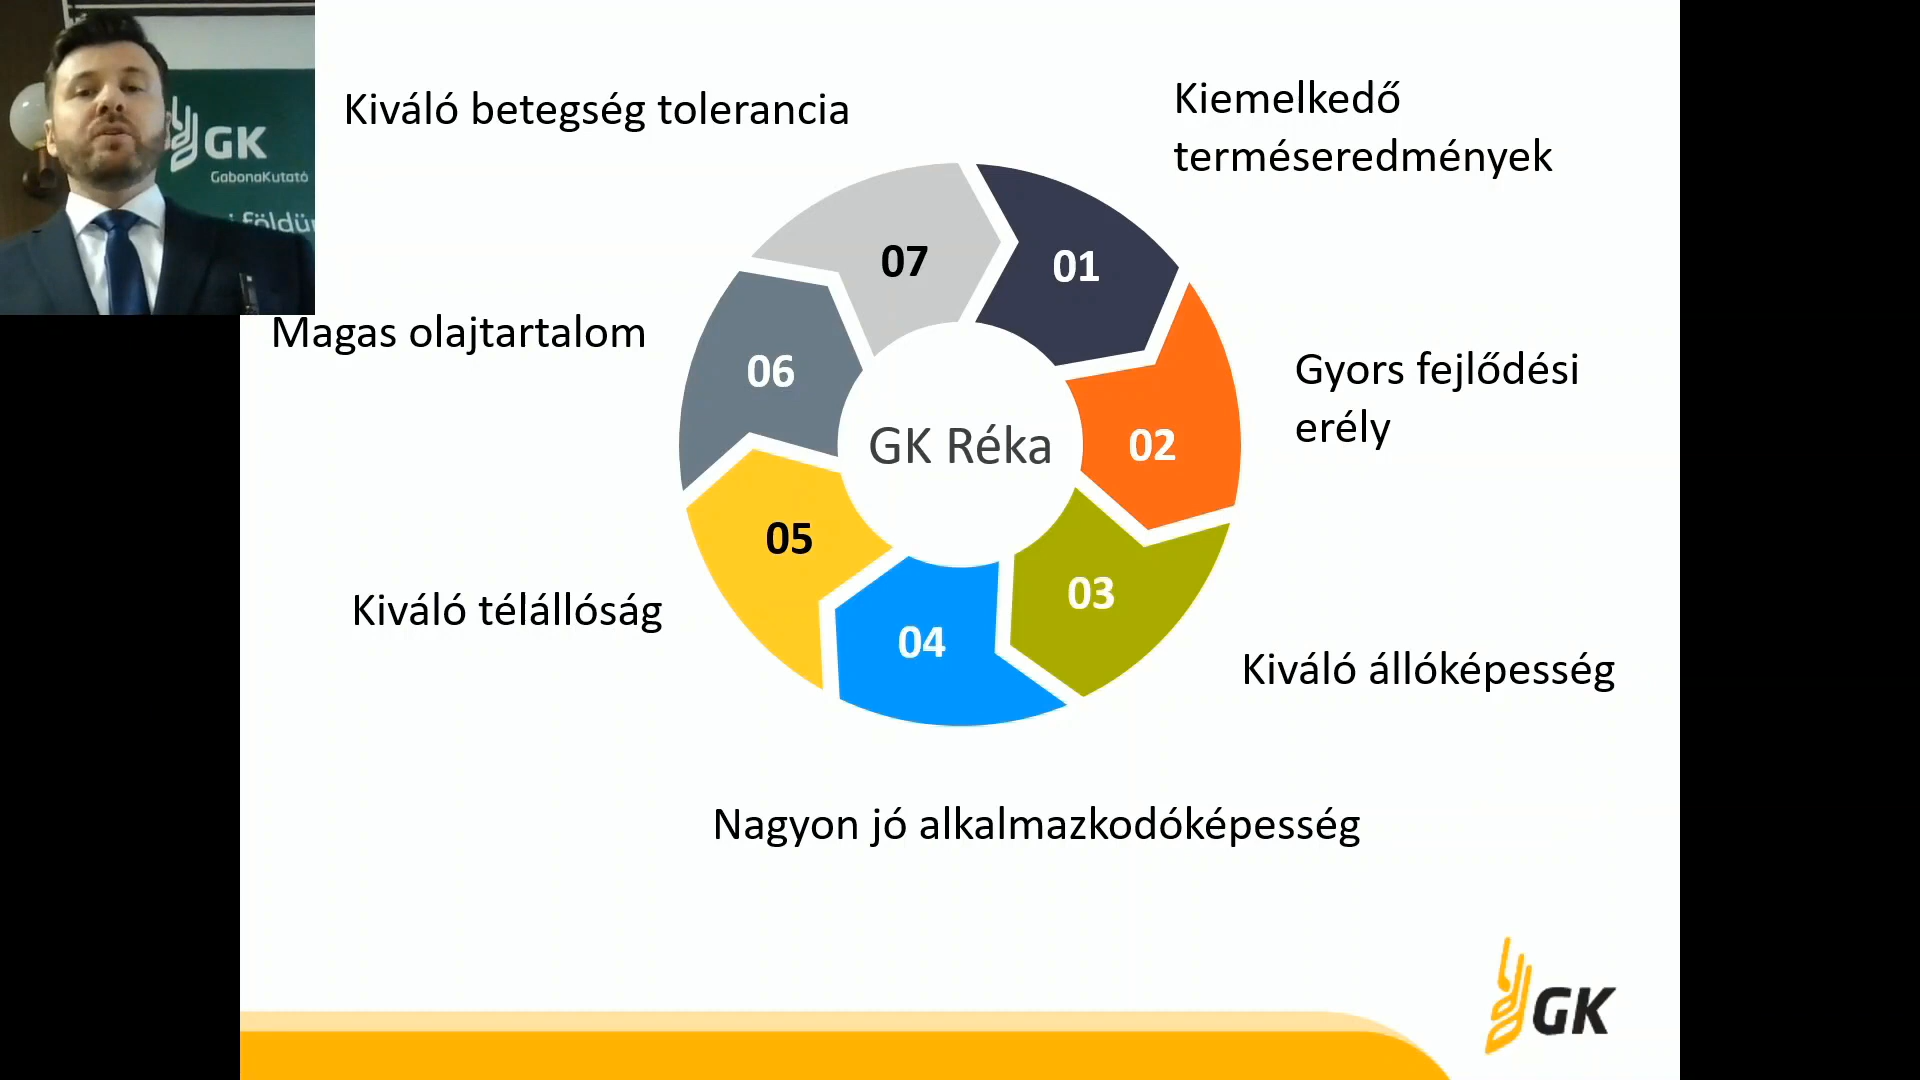 GK
GabonaKutató
földü
Kiváló betegség tolerancia
Kiemelkedő
terméseredmények
07
01
Magas olajtartalom
06
Gyors fejlődési
erély
GK Réka
02
05
03
Kiváló télállóság
04
Kiváló állóképesség
Nagyon jó alkalmazkodóképesség
GK